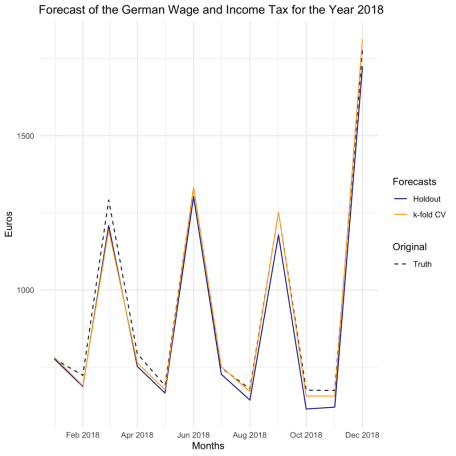 Forecast of the German Wage and Income Tax for the Year 2018
1500
1000
Euros
Feb 2018 Apr 2018 Jun 2018 Aug 2018 Oct 2018 Dec 2018
Months
Forecasts
Holdout
k-fold CV
Original
Truth